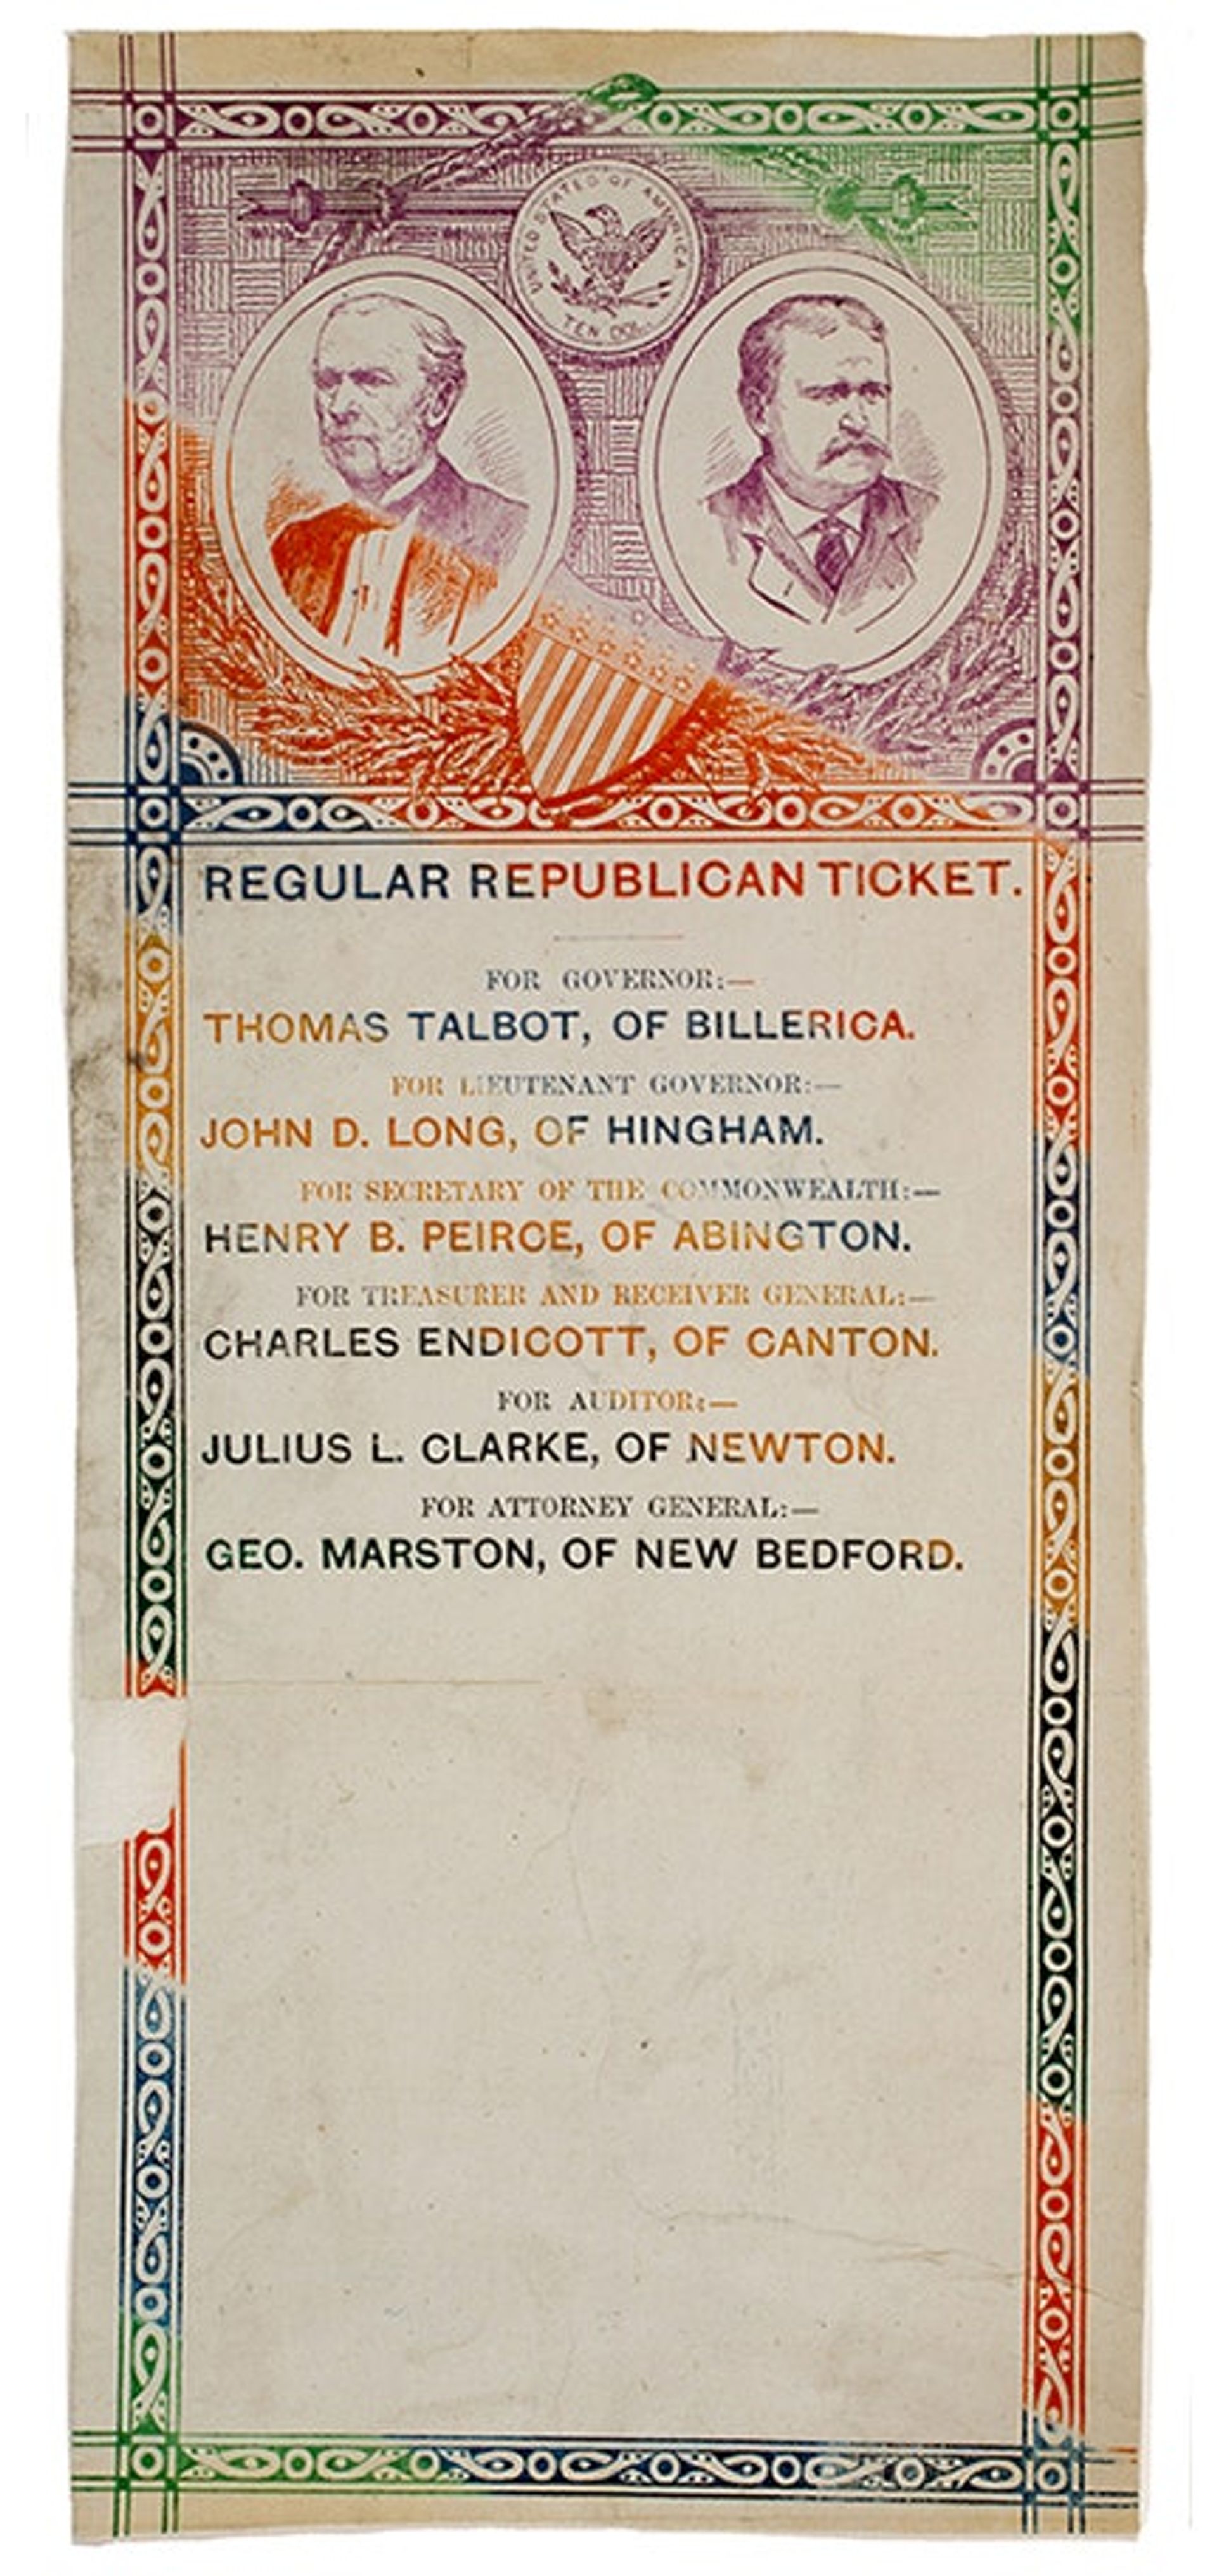 UNITED STATES OF AMERICA
TEN DOL..
REGULAR REPUBLICAN TICKET.
FOR GOVERNOR:—
THOMAS TALBOT, OF BILLERICA.
FOR LIEUTENANT GOVERNOR:—
JOHN D. LONG, OF HINGHAM.
FOR SECRETARY OF THE COMMONWEALTH:—
HENRY B. PEIRCE, OF ABINGTON.
FOR TREASURER AND RECEIVER GENERAL:—
CHARLES ENDICOTT, OF CANTON.
FOR AUDITOR:—
JULIUS L. CLARKE, OF NEWTON.
FOR ATTORNEY GENERAL:—
GEO. MARSTON, OF NEW BEDFORD.